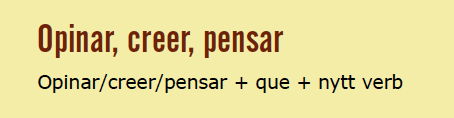 Opinar, creer, pensar
Opinar/creer/pensar + que + nytt verb